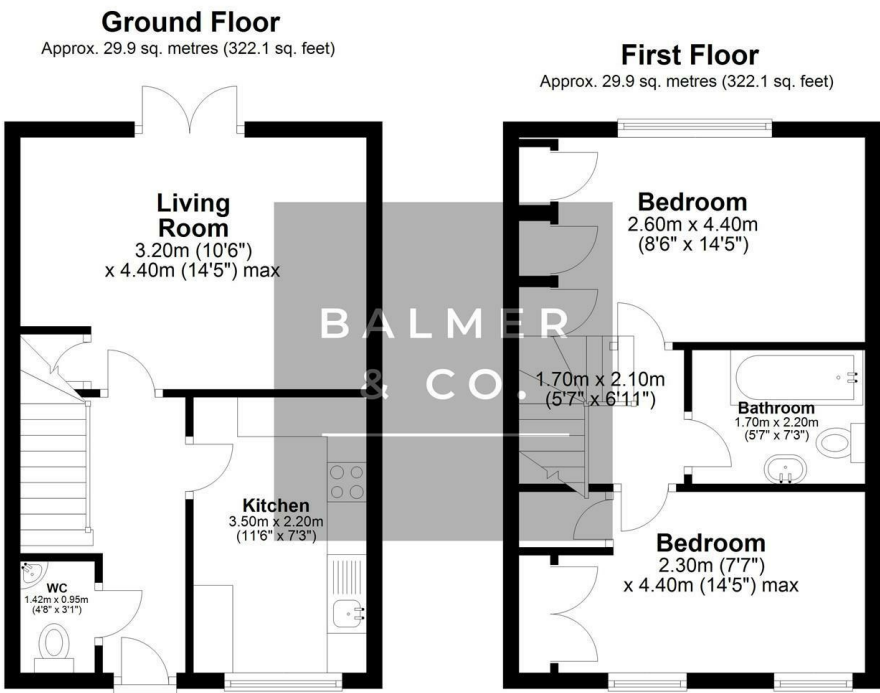 Ground Floor
Approx. 29.9 sq. metres (322.1 sq. feet)
Living
Room
3.20m (10'6")
x 4.40m (14'5") max
Kitchen
3.50m x 2.20m
(11'6" x 7'3")
WC
1.42m x 0.95m
(4'8" x 3'1")
First Floor
Approx. 29.9 sq. metres (322.1 sq. feet)
Bedroom
2.60m x 4.40m
(8'6" x 14'5")
1.70m x 2.10m
(5'7" x 6'11")
Bathroom
1.70m x 2.20m
(5'7" x 7'3")
Bedroom
2.30m (7'7")
x 4.40m (14'5") max
BALMER
& CO.